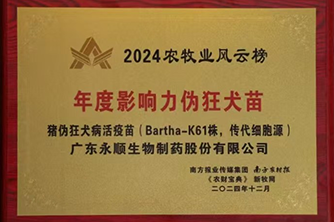 2024农牧业风云榜
年度影响力伪狂犬苗
猪伪狂犬病活疫苗（Bartha-K61株，传代细胞源）
广东永顺生物制药股份有限公司
南方报业传媒集团 南方农村报
《农财宝典》 新牧网
二〇二四年十二月